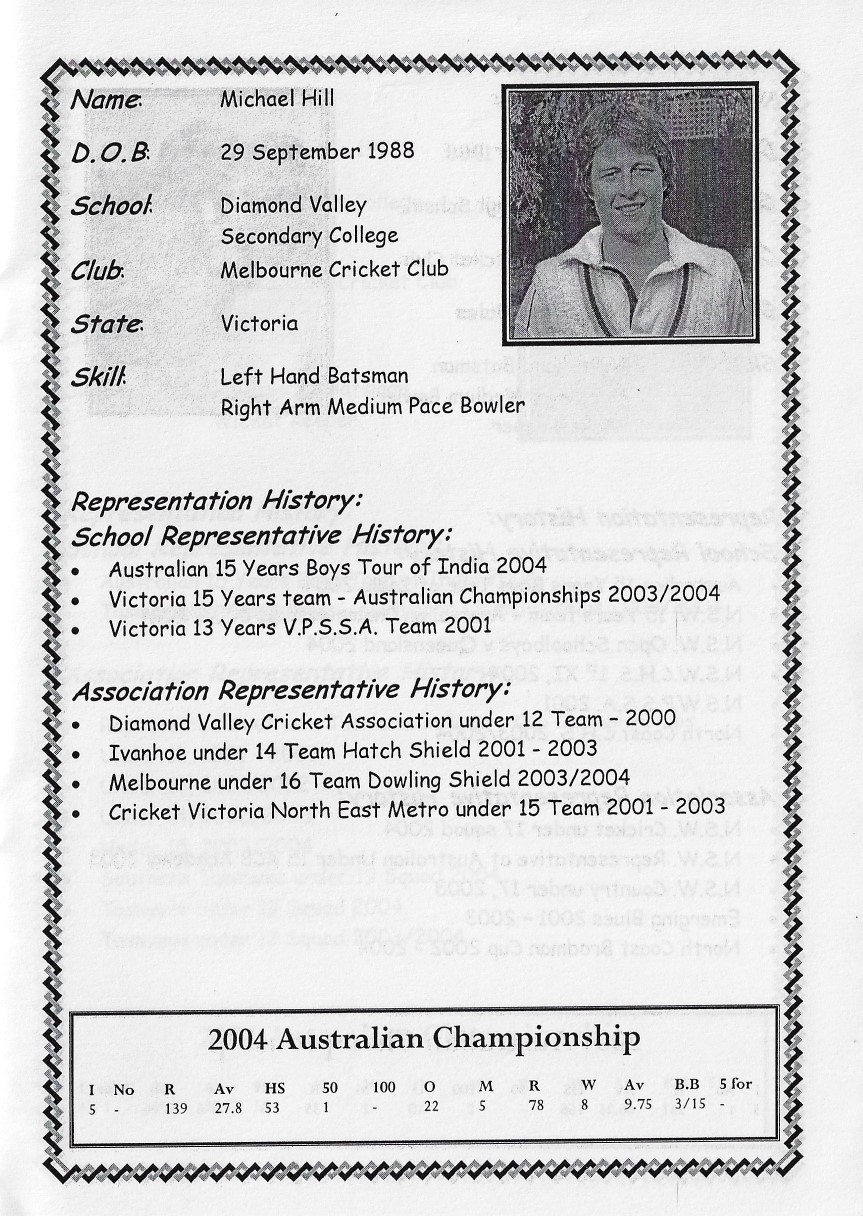 Name: Michael Hill
D.O.B: 29 September 1988
School: Diamond Valley
Secondary College
Club: Melbourne Cricket Club
State: Victoria
Skill: Left Hand Batsman
Right Arm Medium Pace Bowler
Representation History:
School Representative History:
• Australian 15 Years Boys Tour of India 2004
• Victoria 15 Years team - Australian Championships 2003/2004
• Victoria 13 Years V.P.S.S.A. Team 2001
Association Representative History:
• Diamond Valley Cricket Association under 12 Team – 2000
• Ivanhoe under 14 Team Hatch Shield 2001 - 2003
• Melbourne under 16 Team Dowling Shield 2003/2004
• Cricket Victoria North East Metro under 15 Team 2001 - 2003
2004 Australian Championship
I No R Av HS 50 100 O M R W Av B.B 5 for
5 - 139 27.8 53 1 - 22 5 78 8 9.75 3/15 -